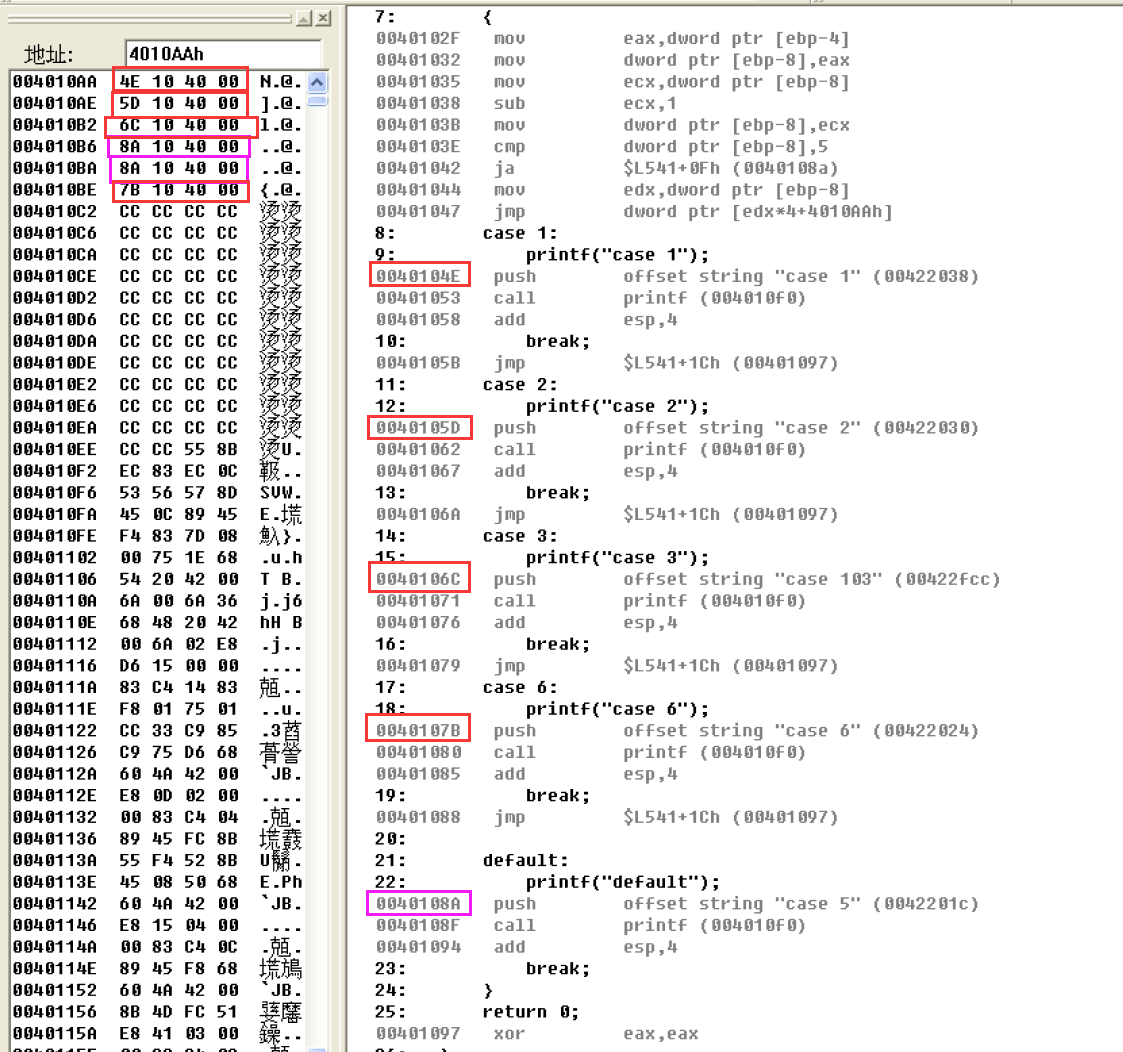 地址: 4010AAh
004010AA 4E 10 40 00 N.@.
004010AE 5D 10 40 00 ].@.
004010B2 6C 10 40 00 l.@.
004010B6 8A 10 40 00 ..@.
004010BA 8A 10 40 00 ..@.
004010BE 7B 10 40 00 {.@.
004010C2 CC CC CC CC 烫烫
004010C6 CC CC CC CC 烫烫
004010CA CC CC CC CC 烫烫
004010CE CC CC CC CC 烫烫
004010D2 CC CC CC CC 烫烫
004010D6 CC CC CC CC 烫烫
004010DA CC CC CC CC 烫烫
004010DE CC CC CC CC 烫烫
004010E2 CC CC CC CC 烫烫
004010E6 CC CC CC CC 烫烫
004010EA CC CC CC CC 烫烫
004010EE CC CC 55 8B 烫U.
004010F2 EC 83 EC 0C 靸..
004010F6 53 56 57 8D SVW.
004010FA 45 0C 89 45 E.塃
004010FE F4 83 7D 08 魞}.
00401102 00 75 1E 68 .u.h
00401106 54 20 42 00 T B.
0040110A 6A 00 6A 36 j.j6
0040110E 68 48 20 42 hH B
00401112 00 6A 02 E8 .j..
00401116 D6 15 00 00 ....
0040111A 83 C4 14 83 兡..
0040111E F8 01 75 01 ..u.
00401122 CC 33 C9 85 .3蓞
00401126 C9 75 D6 68 蓇謍
0040112A 60 4A 42 00 `JB.
0040112E E8 0D 02 00 ....
00401132 00 83 C4 04 .兡.
00401136 89 45 FC 8B 塃鼖
0040113A 55 F4 52 8B U鬜.
0040113E 45 08 50 68 E.Ph
00401142 60 4A 42 00 `JB.
00401146 E8 15 04 00 ....
0040114A 00 83 C4 0C .兡.
0040114E 89 45 F8 68 塃鴋
00401152 60 4A 42 00 `JB.
00401156 8B 4D FC 51 婱黁
0040115A E8 41 03 00 鐰..
7: {
0040102F mov eax,dword ptr [ebp-4]
00401032 mov dword ptr [ebp-8],eax
00401035 mov ecx,dword ptr [ebp-8]
00401038 sub ecx,1
0040103B mov dword ptr [ebp-8],ecx
0040103E cmp dword ptr [ebp-8],5
00401042 ja $L541+0Fh (0040108a)
00401044 mov edx,dword ptr [ebp-8]
00401047 jmp dword ptr [edx*4+4010AAh]
8: case 1:
9: printf("case 1");
0040104E push offset string "case 1" (00422038)
00401053 call printf (004010f0)
00401058 add esp,4
10: break;
0040105B jmp $L541+1Ch (00401097)
11: case 2:
12: printf("case 2");
0040105D push offset string "case 2" (00422030)
00401062 call printf (004010f0)
00401067 add esp,4
13: break;
0040106A jmp $L541+1Ch (00401097)
14: case 3:
15: printf("case 3");
0040106C push offset string "case 103" (00422fcc)
00401071 call printf (004010f0)
00401076 add esp,4
16: break;
00401079 jmp $L541+1Ch (00401097)
17: case 6:
18: printf("case 6");
0040107B push offset string "case 6" (00422024)
00401080 call printf (004010f0)
00401085 add esp,4
19: break;
00401088 jmp $L541+1Ch (00401097)
20:
21: default:
22: printf("default");
0040108A push offset string "case 5" (0042201c)
0040108F call printf (004010f0)
00401094 add esp,4
23: break;
24: }
25: return 0;
00401097 xor eax,eax